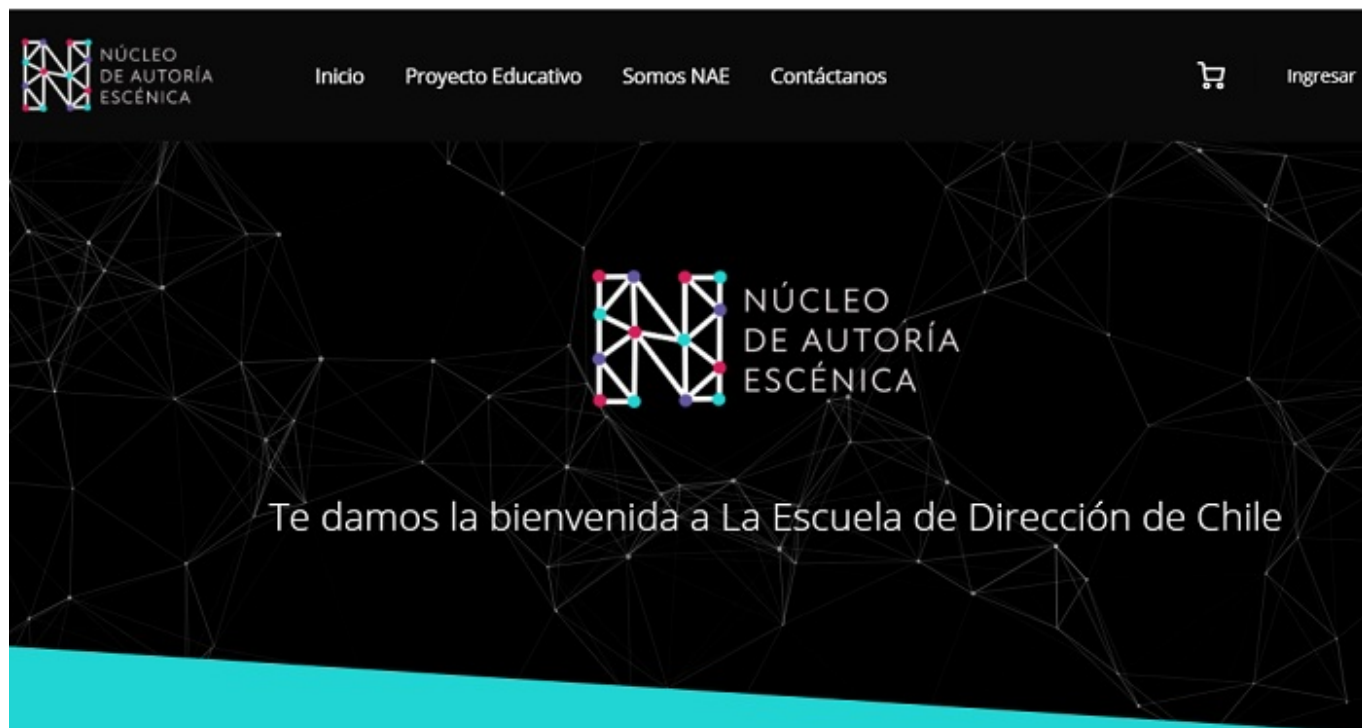 NÚCLEO
DE AUTORÍA
ESCÉNICA
Inicio
Proyecto Educativo
Somos NAE
Contáctanos
Ingresar
NÚCLEO
DE AUTORÍA
ESCÉNICA
Te damos la bienvenida a La Escuela de Dirección de Chile